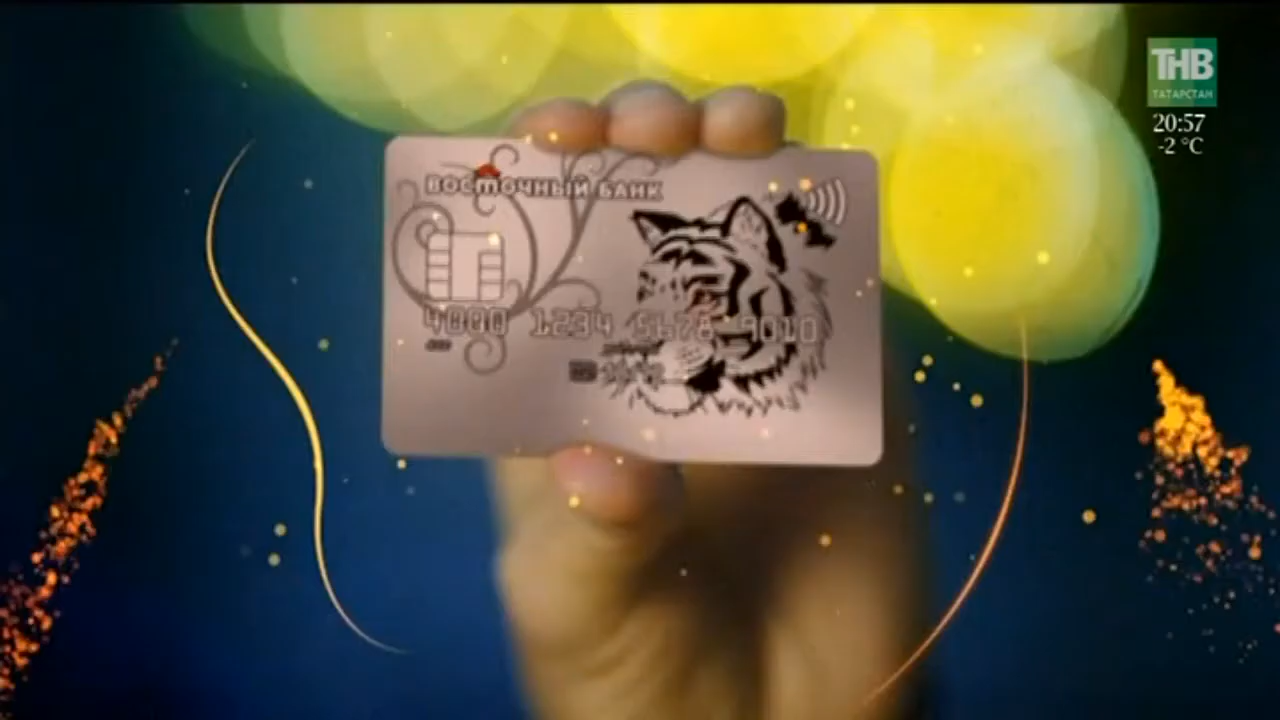 ТНВ
ТАТАРСТАН
20:57
-2 °C
ВОСТОЧНЫЙ БАНК
4000 1234 5678 9010